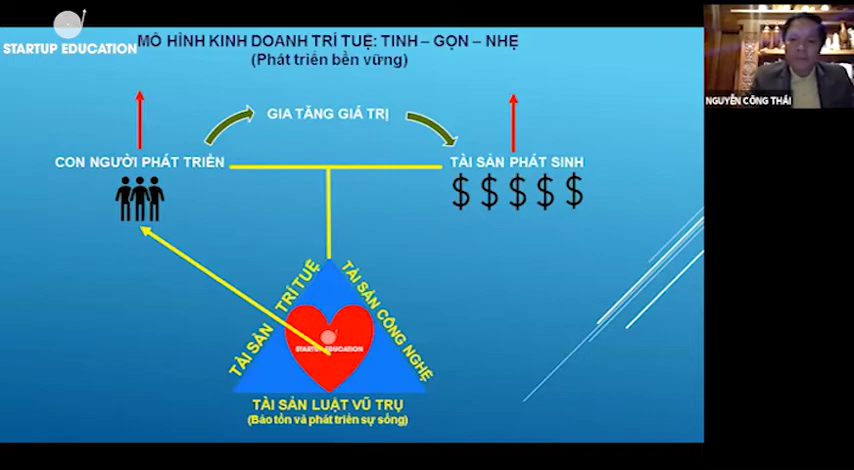 STARTUP EDUCATION
MÔ HÌNH KINH DOANH TRÍ TUỆ: TINH – GỌN – NHẸ
(Phát triển bền vững)
NGUYỄN CÔNG THÁI
GIA TĂNG GIÁ TRỊ
CON NGƯỜI PHÁT TRIỂN
TÀI SẢN PHÁT SINH
$ $ $ $ $
TÀI SẢN TRÍ TUỆ
TÀI SẢN CÔNG NGHỆ
STARTUP EDUCATION
TÀI SẢN LUẬT VŨ TRỤ
(Bảo tồn và phát triển sự sống)